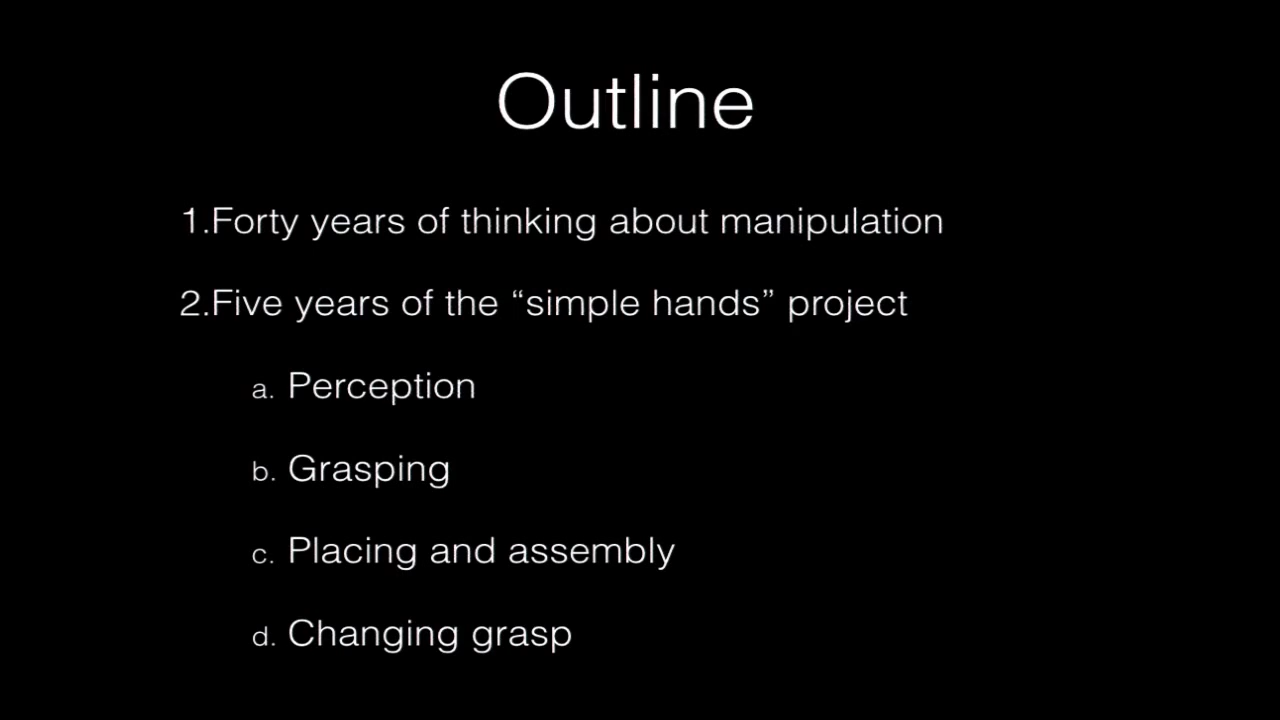 Outline
1.Forty years of thinking about manipulation
2.Five years of the “simple hands” project
a. Perception
b. Grasping
c. Placing and assembly
d. Changing grasp